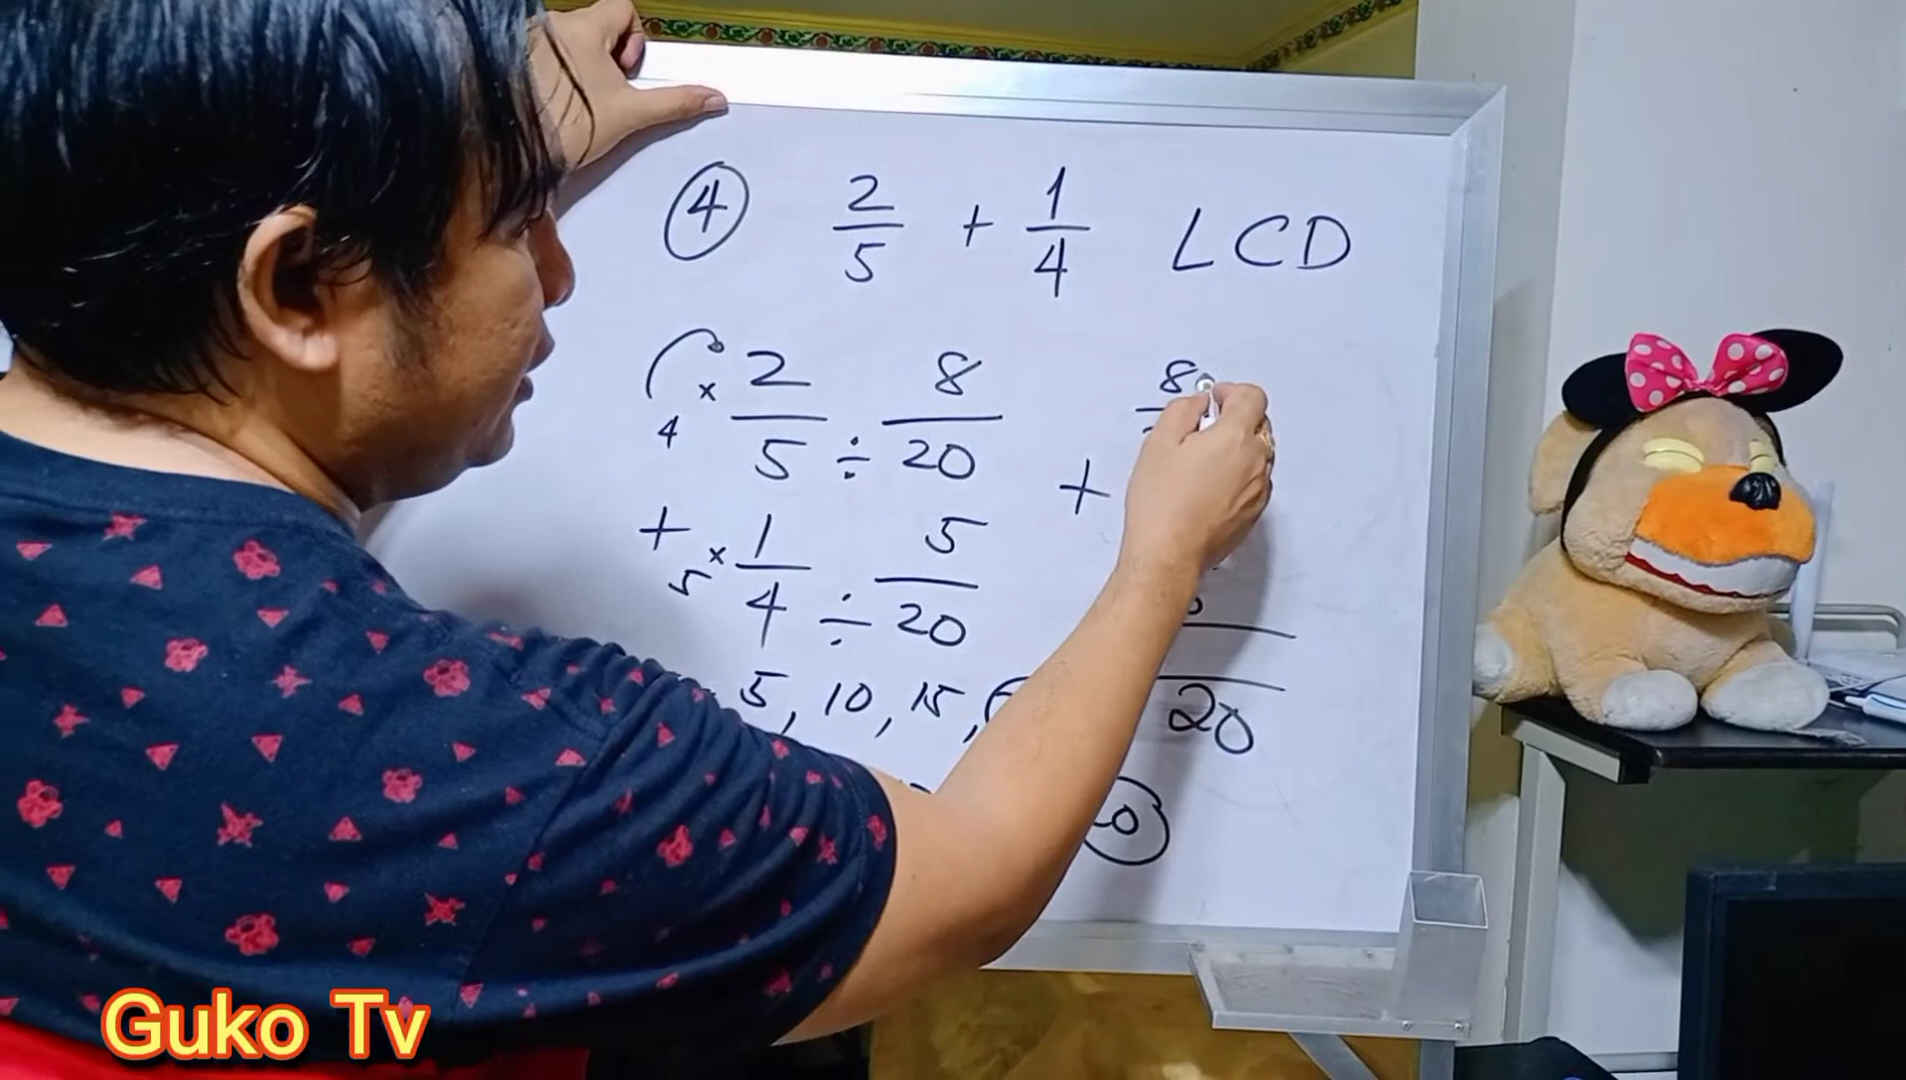 ④ 2/5 + 1/4 LCD
4 × 2/5 ÷ 8/20
+ 5 × 1/4 ÷ 5/20
+ 8
20
5, 10, 15,
Guko Tv